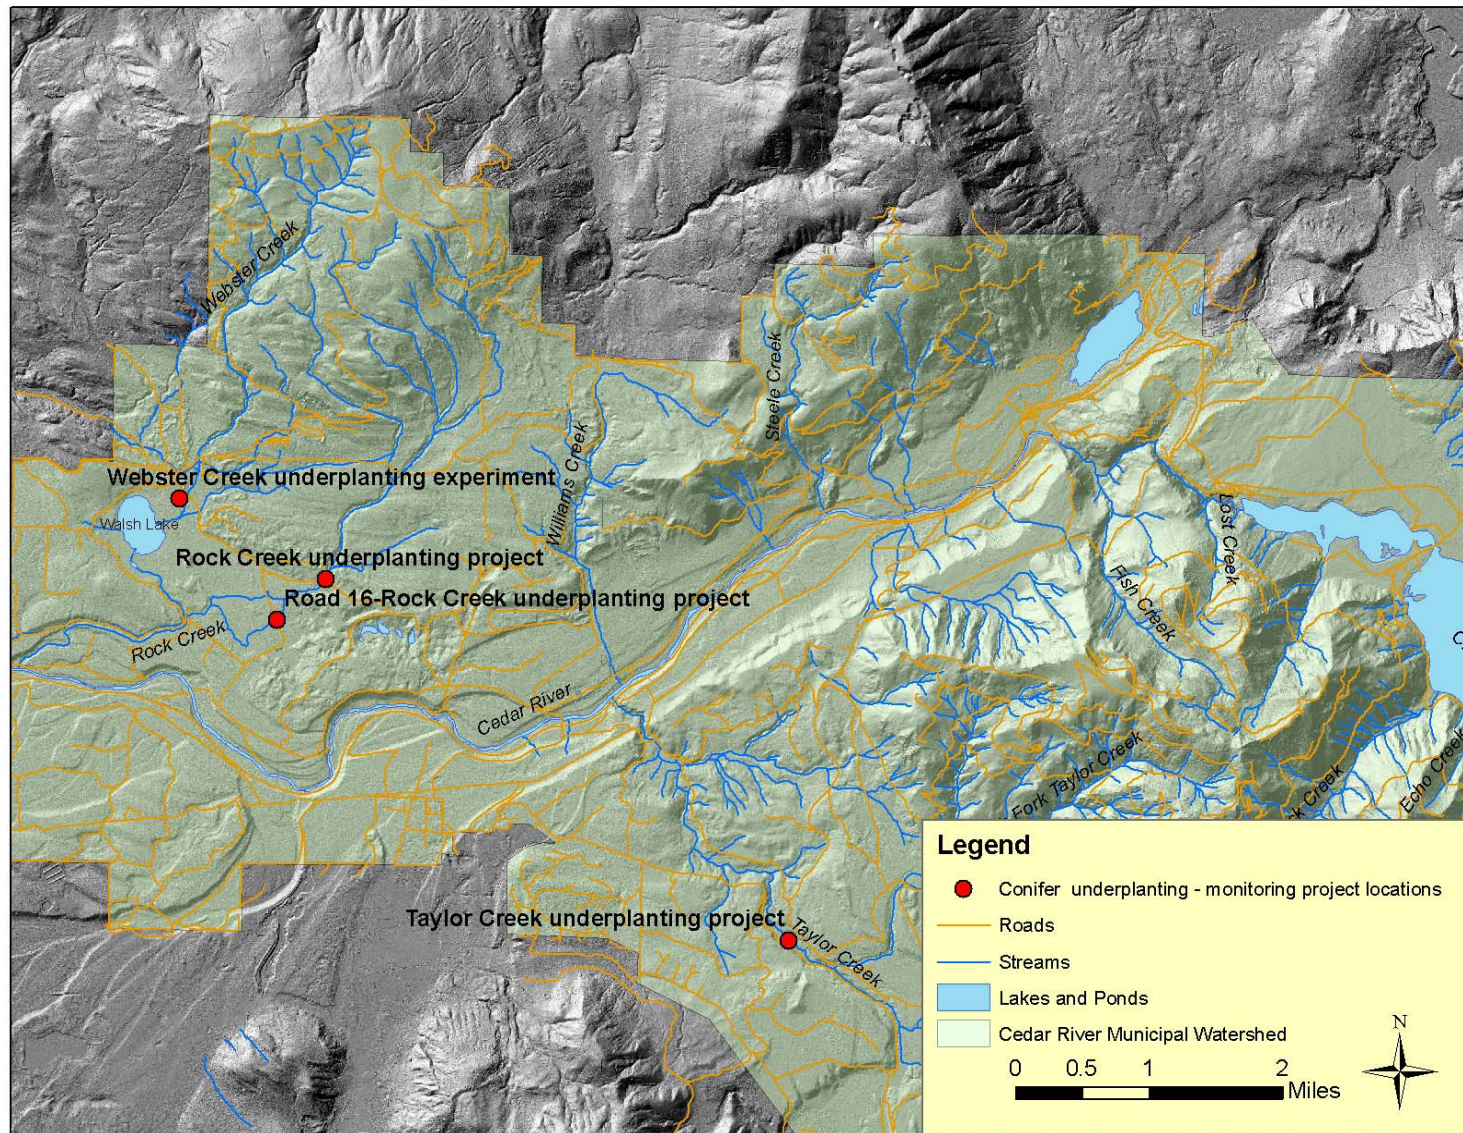 Webster Creek
Steele Creek
Williams Creek
Webster Creek underplanting experiment
Walsh Lake
Lost Creek
Rock Creek underplanting project
Fish Creek
Road 16-Rock Creek underplanting project
Rock Creek
Cedar River
Fork Taylor Creek
Creek
Echo Creek
Taylor Creek underplanting project
Taylor Creek
Legend
Conifer underplanting - monitoring project locations
Roads
Streams
Lakes and Ponds
Cedar River Municipal Watershed
N
0 0.5 1 2
Miles